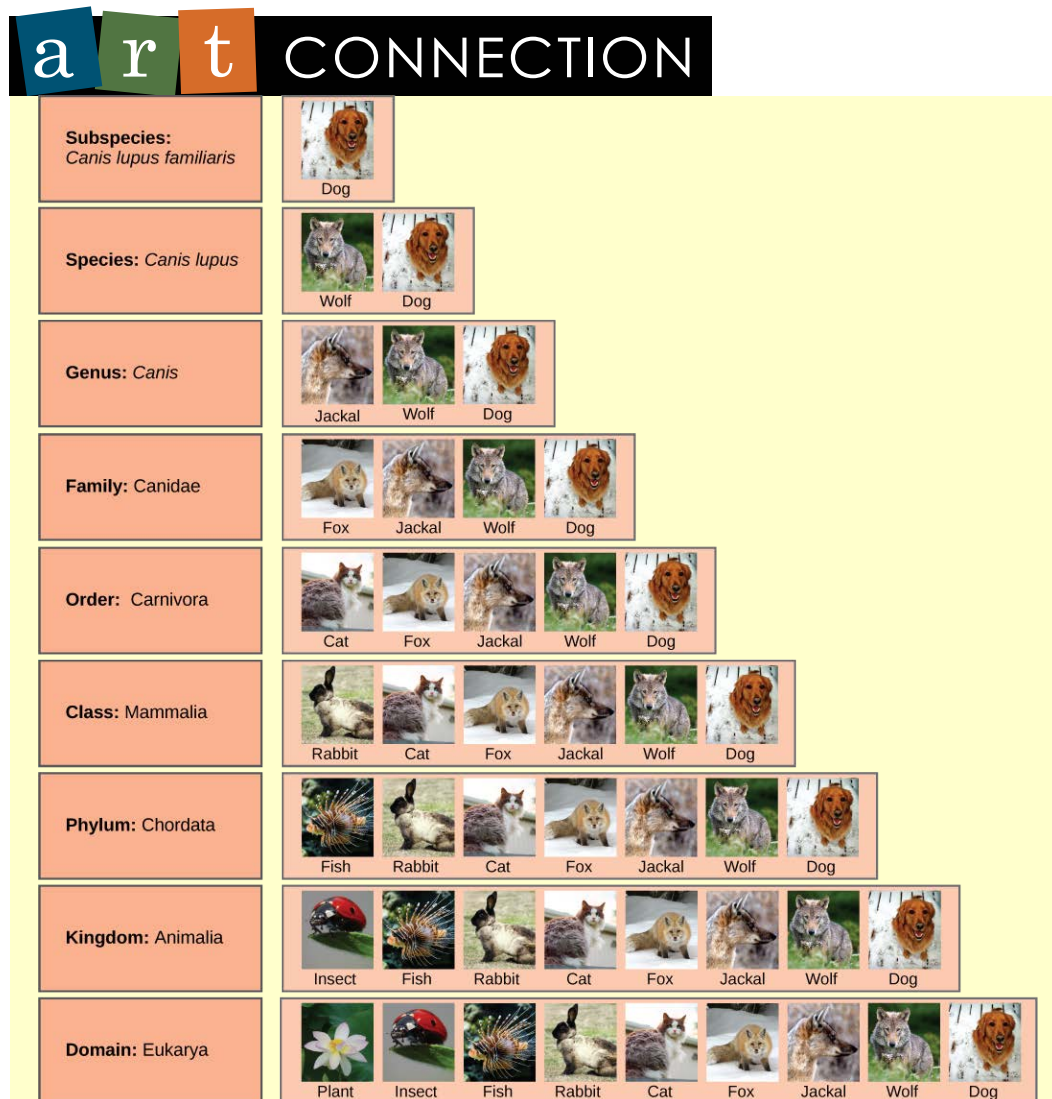 art CONNECTION
Subspecies:
Canis lupus familiaris
Dog
Species: Canis lupus
Wolf Dog
Genus: Canis
Jackal Wolf Dog
Family: Canidae
Fox Jackal Wolf Dog
Order: Carnivora
Cat Fox Jackal Wolf Dog
Class: Mammalia
Rabbit Cat Fox Jackal Wolf Dog
Phylum: Chordata
Fish Rabbit Cat Fox Jackal Wolf Dog
Kingdom: Animalia
Insect Fish Rabbit Cat Fox Jackal Wolf Dog
Domain: Eukarya
Plant Insect Fish Rabbit Cat Fox Jackal Wolf Dog